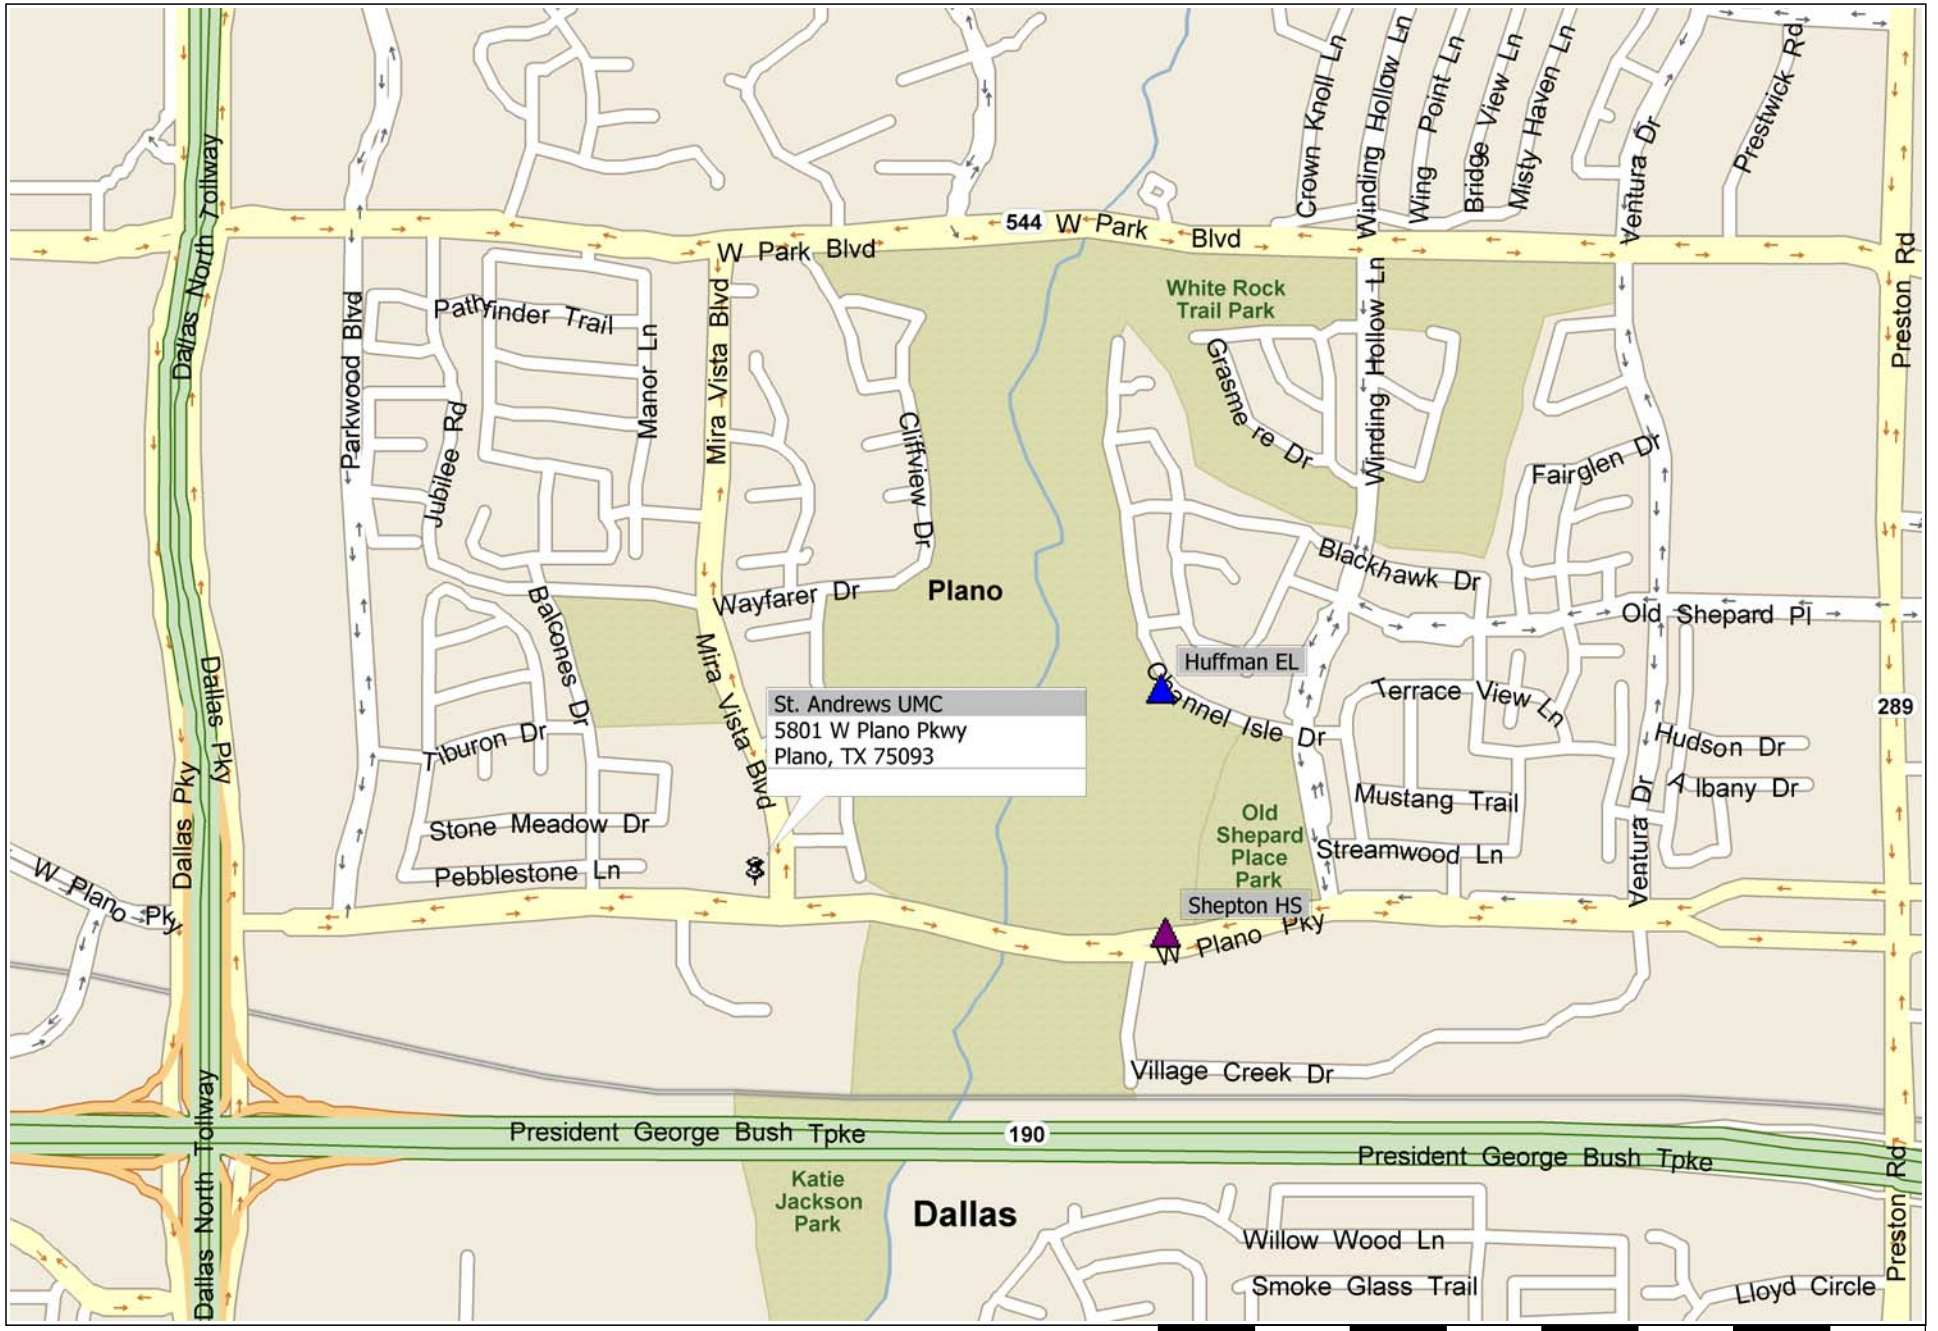 Crown Knoll Ln
Winding Hollow Ln
Wing Point Ln
Bridge View Ln
Misty Haven Ln
Ventura Dr
Prestwick Rd
Preston Rd
Dallas North Tollway
544
W Park Blvd
W Park Blvd
White Rock
Trail Park
Pathfinder Trail
Parkwood Blvd
Jubilee Rd
Manor Ln
Mira Vista Blvd
Cliffview Dr
Grasmere Dr
Winding Hollow Ln
Fairglen Dr
Blackhawk Dr
Plano
Wayfarer Dr
Balcones Dr
Old Shepard Pl
Mira Vista Blvd
Huffman EL
Channel Isle Dr
Terrace View Ln
289
Dallas Pky
St. Andrews UMC
5801 W Plano Pkwy
Plano, TX 75093
Tiburon Dr
Hudson Dr
Albany Dr
Dallas Pky
Mustang Trail
Ventura Dr
Old
Shepard
Place
Park
Stone Meadow Dr
Streamwood Ln
Pebblestone Ln
W Plano Pky
Shepton HS
W Plano Pky
Village Creek Dr
President George Bush Tpke
190
President George Bush Tpke
Dallas North Tollway
Preston Rd
Katie
Jackson
Park
Dallas
Willow Wood Ln
Smoke Glass Trail
Lloyd Circle